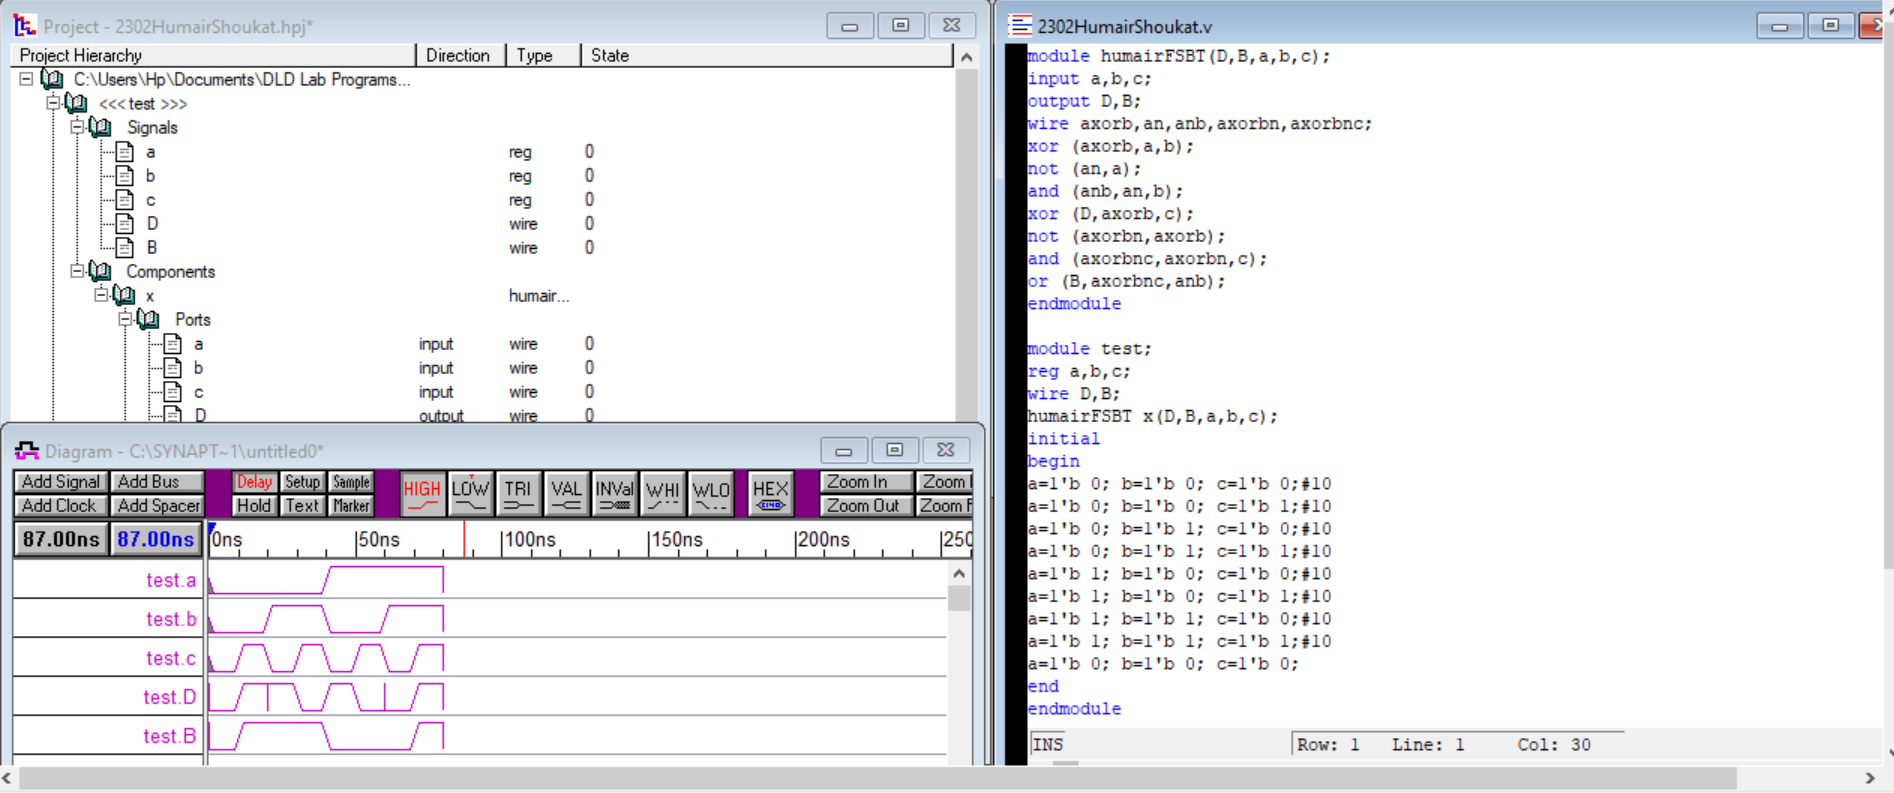 Project - 2302HumairShoukat.hpj*
Project Hierarchy Direction Type State
C:\Users\Hp\Documents\DLD Lab Programs...
<<< test >>>
Signals
a reg 0
b reg 0
c reg 0
D wire 0
B wire 0
Components
x humair...
Ports
a input wire 0
b input wire 0
c input wire 0
D output wire 0
Diagram - C:\SYNAPT~1\untitled0*
Add Signal Add Bus Delay Setup Sample HIGH LOW TRI VAL INVal WHI WLO HEX Zoom In Zoom
Add Clock Add Spacer Hold Text Marker Zoom Out Zoom F
87.00ns 87.00ns 0ns 50ns 100ns 150ns 200ns 250
test.a
test.b
test.c
test.D
test.B
2302HumairShoukat.v
module humairFSBT(D,B,a,b,c);
input a,b,c;
output D,B;
wire axorb,an,anb,axorbn,axorbnc;
xor (axorb,a,b);
not (an,a);
and (anb,an,b);
xor (D,axorb,c);
not (axorbn,axorb);
and (axorbnc,axorbn,c);
or (B,axorbnc,anb);
endmodule
module test;
reg a,b,c;
wire D,B;
humairFSBT x(D,B,a,b,c);
initial
begin
a=1'b 0; b=1'b 0; c=1'b 0;#10
a=1'b 0; b=1'b 0; c=1'b 1;#10
a=1'b 0; b=1'b 1; c=1'b 0;#10
a=1'b 0; b=1'b 1; c=1'b 1;#10
a=1'b 1; b=1'b 0; c=1'b 0;#10
a=1'b 1; b=1'b 0; c=1'b 1;#10
a=1'b 1; b=1'b 1; c=1'b 0;#10
a=1'b 1; b=1'b 1; c=1'b 1;#10
a=1'b 0; b=1'b 0; c=1'b 0;
end
endmodule
INS Row: 1 Line: 1 Col: 30